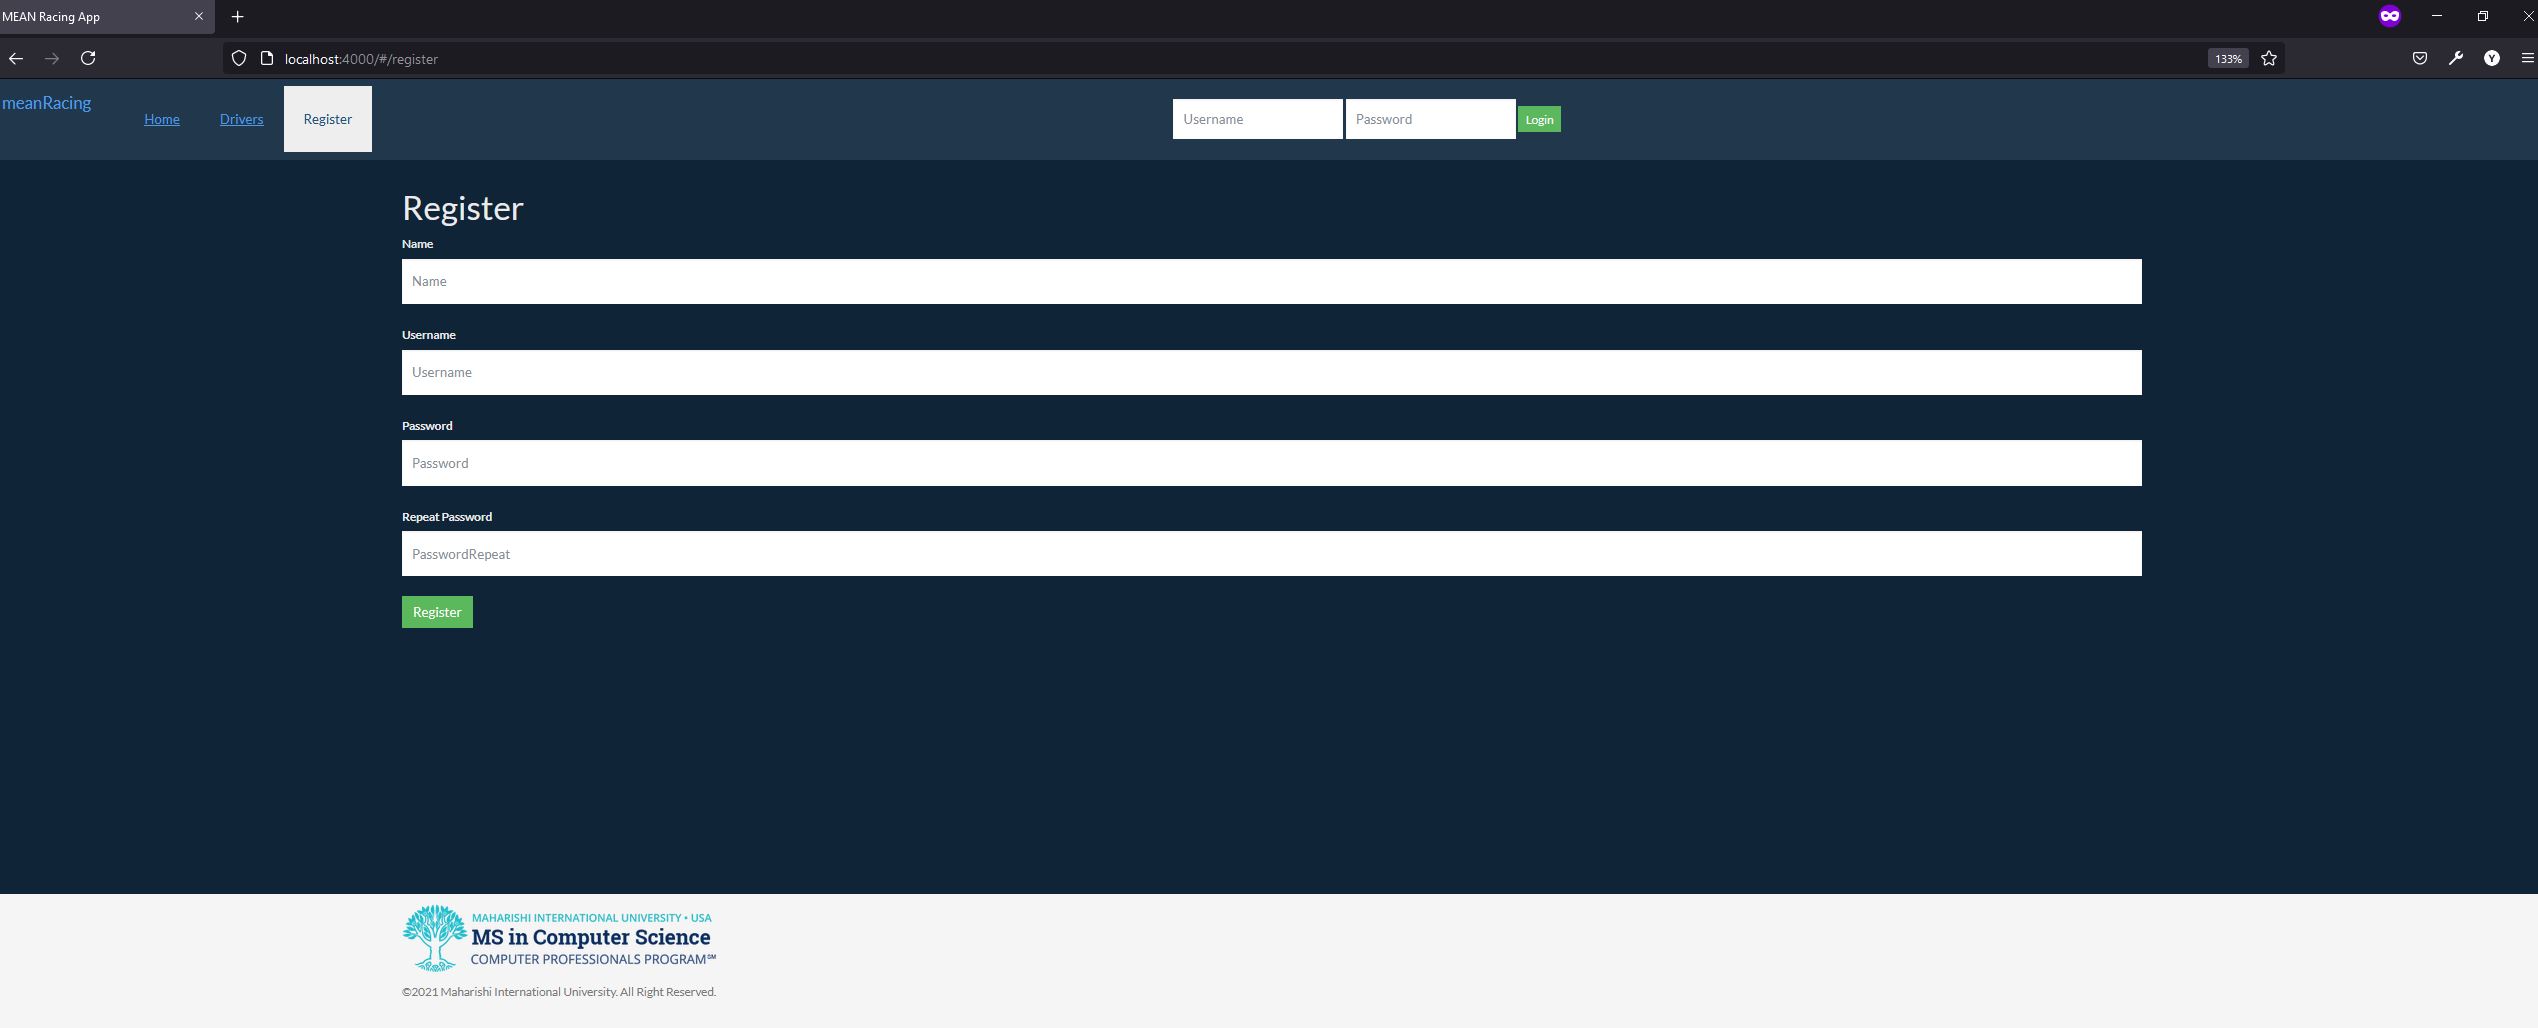 MEAN Racing App
localhost:4000/#/register
133%
Y
meanRacing
Home
Drivers
Register
Username
Password
Login
Register
Name
Name
Username
Username
Password
Password
Repeat Password
PasswordRepeat
Register
MAHARISHI INTERNATIONAL UNIVERSITY • USA
MS in Computer Science
COMPUTER PROFESSIONALS PROGRAM℠
©2021 Maharishi International University. All Right Reserved.